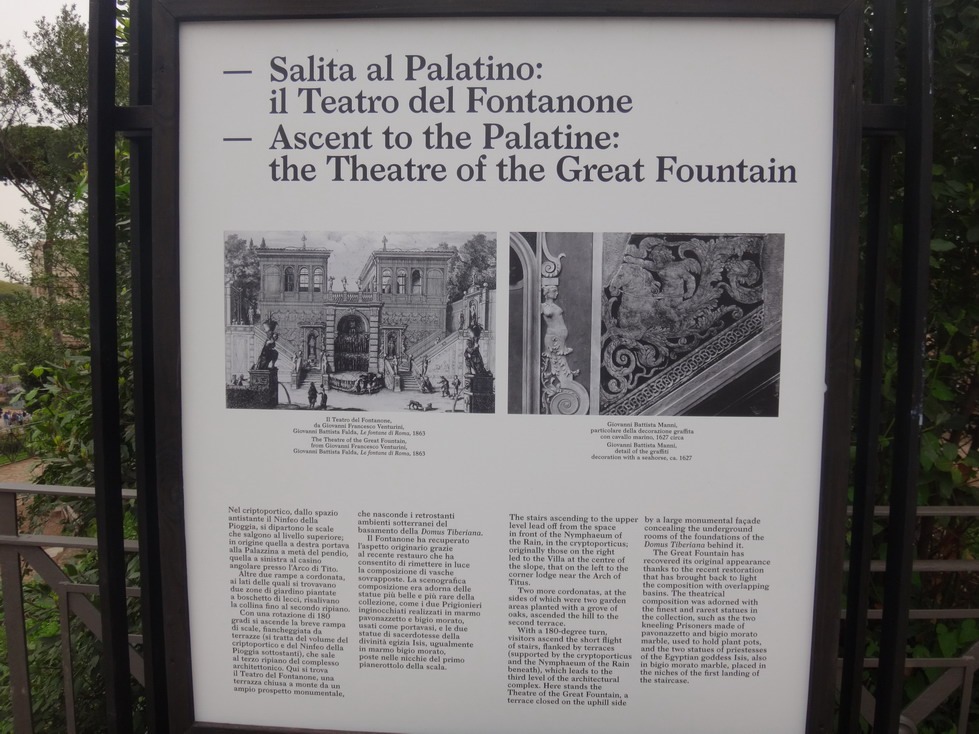 — Salita al Palatino:
il Teatro del Fontanone
— Ascent to the Palatine:
the Theatre of the Great Fountain
Il Teatro del Fontanone,
da Giovanni Francesco Venturini,
Giovanni Battista Falda, Le fontane di Roma, 1863
The Theatre of the Great Fountain,
from Giovanni Francesco Venturini,
Giovanni Battista Falda, Le fontane di Roma, 1863
Giovanni Battista Manni,
particolare della decorazione graffita
con cavallo marino, 1627 circa
Giovanni Battista Manni,
detail of the graffiti
decoration with a seahorse, ca. 1627
Nel criptoportico, dallo spazio
antistante il Ninfeo della
Pioggia, si dipartono le scale
che salgono al livello superiore;
in origine quella a destra portava
alla Palazzina a metà del pendio,
quella a sinistra al casino
angolare presso l'Arco di Tito.
Altre due rampe a cordonata,
ai lati delle quali si trovavano
due zone di giardino piantate
a boschetto di lecci, risalivano
la collina fino al secondo ripiano.
Con una rotazione di 180
gradi si ascende la breve rampa
di scale, fiancheggiata da
terrazze (si tratta del volume del
criptoportico e del Ninfeo della
Pioggia sottostanti), che sale
al terzo ripiano del complesso
architettonico. Qui si trova
il Teatro del Fontanone, una
terrazza chiusa a monte da un
ampio prospetto monumentale,
che nasconde i retrostanti
ambienti sotterranei del
basamento della Domus Tiberiana.
Il Fontanone ha recuperato
l'aspetto originario grazie
al recente restauro che ha
consentito di rimettere in luce
la composizione di vasche
sovrapposte. La scenografica
composizione era adorna delle
statue più belle e più rare della
collezione, come i due Prigionieri
inginocchiati realizzati in marmo
pavonazzetto e bigio morato,
usati come portavasi, e le due
statue di sacerdotesse della
divinità egizia Isis, ugualmente
in marmo bigio morato,
poste nelle nicchie del primo
pianerottolo della scala.
The stairs ascending to the upper
level lead off from the space
in front of the Nymphaeum of
the Rain, in the cryptoporticus;
originally those on the right
led to the Villa at the centre of
the slope, that on the left to the
corner lodge near the Arch of
Titus.
Two more cordonatas, at the
sides of which were two garden
areas planted with a grove of
oaks, ascended the hill to the
second terrace.
With a 180-degree turn,
visitors ascend the short flight
of stairs, flanked by terraces
(supported by the cryptoporticus
and the Nymphaeum of the Rain
beneath), which leads to the
third level of the architectural
complex. Here stands the
Theatre of the Great Fountain, a
terrace closed on the uphill side
by a large monumental façade
concealing the underground
rooms of the foundations of the
Domus Tiberiana behind it.
The Great Fountain has
recovered its original appearance
thanks to the recent restoration
that has brought back to light
the composition with overlapping
basins. The theatrical
composition was adorned with
the finest and rarest statues in
the collection, such as the two
kneeling Prisoners made of
pavonazzetto and bigio morato
marble, used to hold plant pots,
and the two statues of priestesses
of the Egyptian goddess Isis, also
in bigio morato marble, placed in
the niches of the first landing of
the staircase.